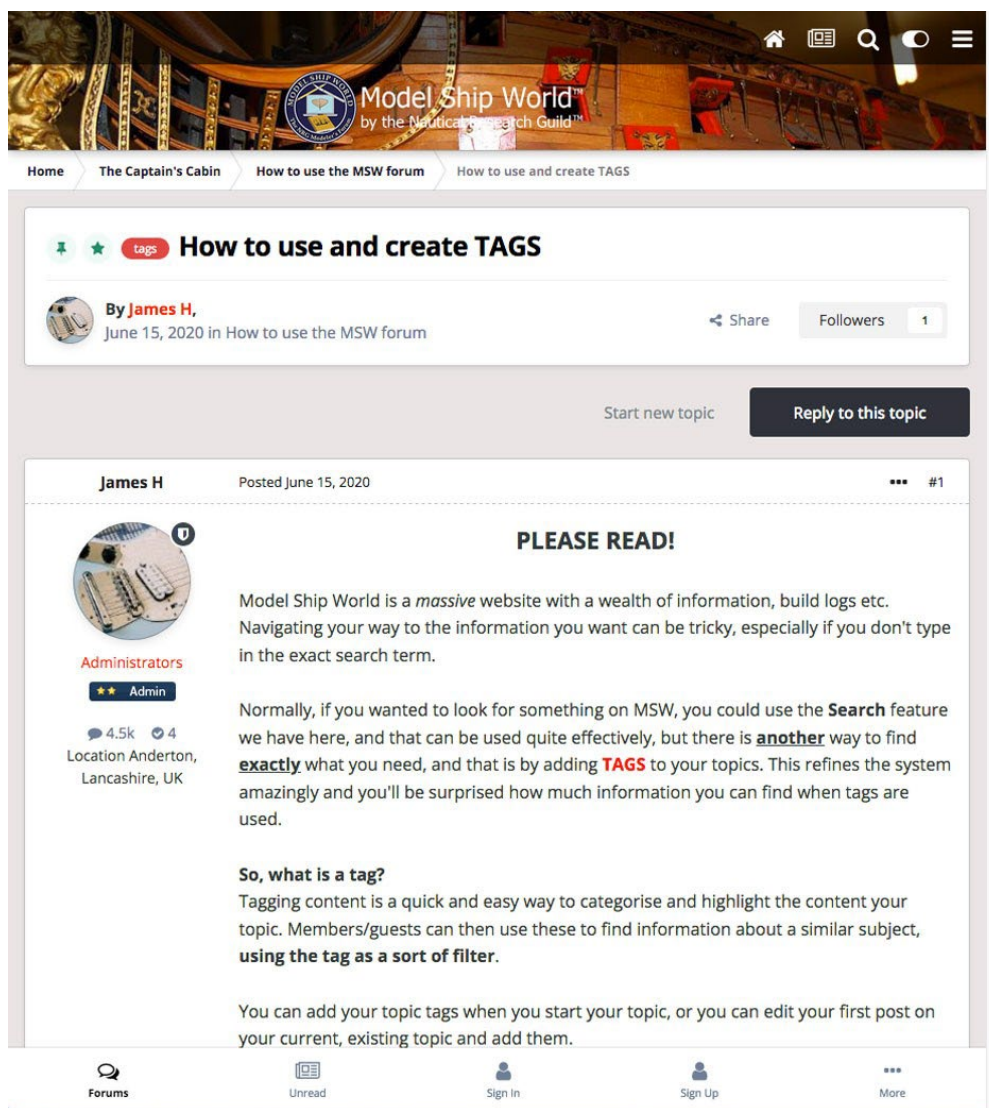 Model Ship World™
by the Nautical Research Guild™
Home
The Captain's Cabin
How to use the MSW forum
How to use and create TAGS
tags How to use and create TAGS
By James H,
June 15, 2020 in How to use the MSW forum
Share
Followers 1
Start new topic
Reply to this topic
James H
Posted June 15, 2020
#1
Administrators
Admin
4.5k 4
Location Anderton,
Lancashire, UK
PLEASE READ!
Model Ship World is a massive website with a wealth of information, build logs etc.
Navigating your way to the information you want can be tricky, especially if you don't type
in the exact search term.
Normally, if you wanted to look for something on MSW, you could use the Search feature
we have here, and that can be used quite effectively, but there is another way to find
exactly what you need, and that is by adding TAGS to your topics. This refines the system
amazingly and you'll be surprised how much information you can find when tags are
used.
So, what is a tag?
Tagging content is a quick and easy way to categorise and highlight the content your
topic. Members/guests can then use these to find information about a similar subject,
using the tag as a sort of filter.
You can add your topic tags when you start your topic, or you can edit your first post on
your current, existing topic and add them.
Forums
Unread
Sign In
Sign Up
More